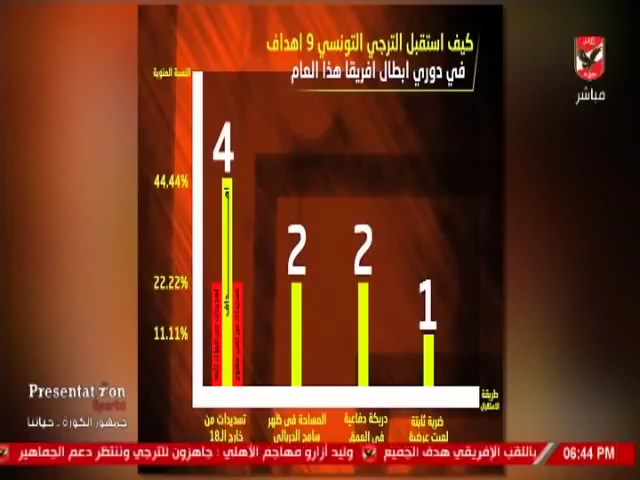 كيف استقبل الترجي التونسي 9 اهداف
في دوري ابطال افريقا هذا العام
مباشر
النسبة المئوية
4
44.44%
2
2
22.22%
1
11.11%
طريقة
تسديدات من
خارج الـ18
المساحة في ظهر
سامح الدربالي
دربكة دفاعية
في العمق
ضربة ثابتة
لعبت عرضية
Presentation
Sports
جمهور الكورة .. حياتنا
باللقب الإفريقي هدف الجميع
وليد أزارو مهاجم الأهلي : جاهزون للترجي وننتظر دعم الجماهير
06:44 PM